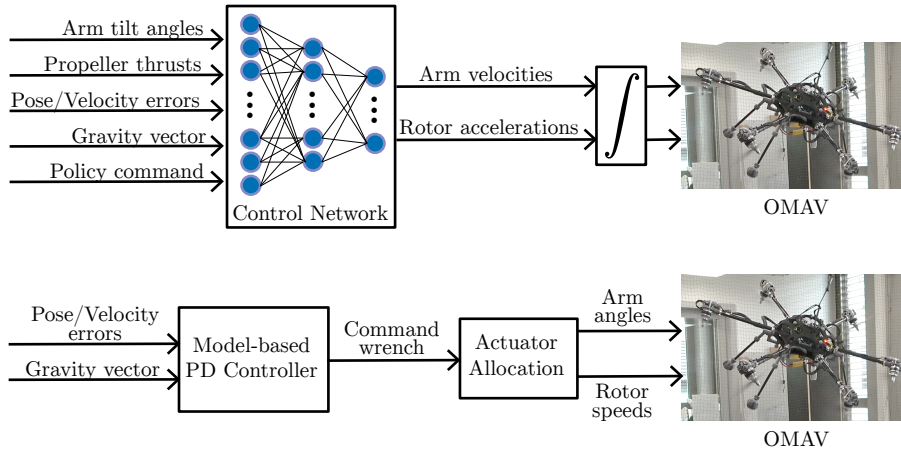 Arm tilt angles
Propeller thrusts
Pose/Velocity errors
Gravity vector
Policy command
Control Network
Arm velocities
Rotor accelerations
∫
OMAV
Pose/Velocity
errors
Gravity vector
Model-based
PD Controller
Command
wrench
Actuator
Allocation
Arm
angles
Rotor
speeds
OMAV